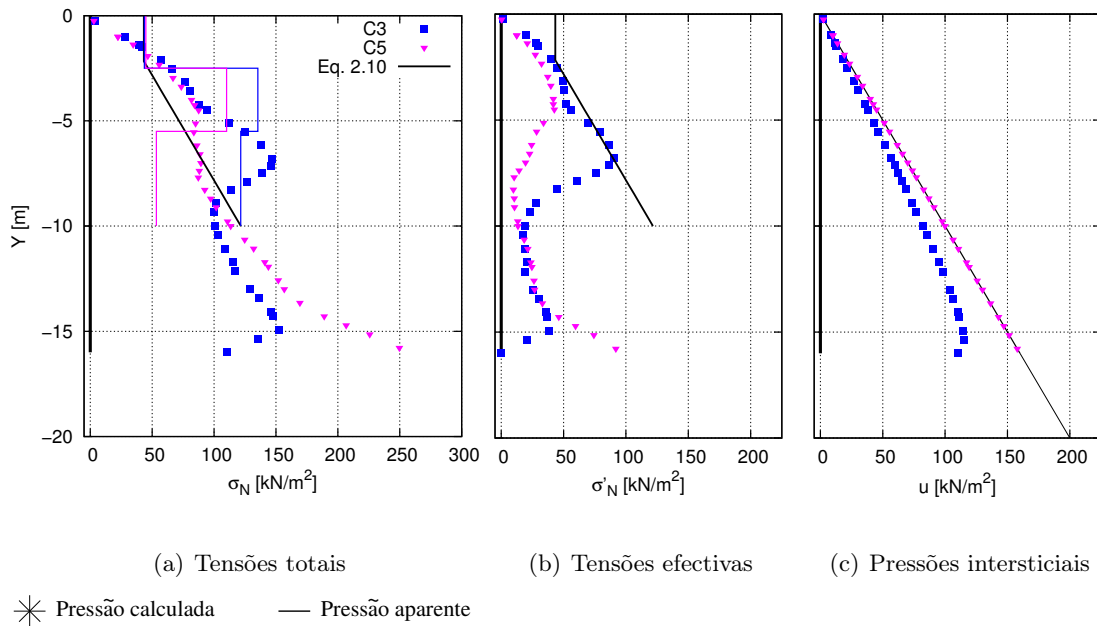 C3
C5
Eq. 2.10
0
−5
−10
−15
−20
Y [m]
0 50 100 150 200 250 300
σN [kN/m²]
0 50 100 150 200
σ'N [kN/m²]
0 50 100 150 200
u [kN/m²]
(a) Tensões totais
(b) Tensões efectivas
(c) Pressões intersticiais
Pressão calculada
Pressão aparente